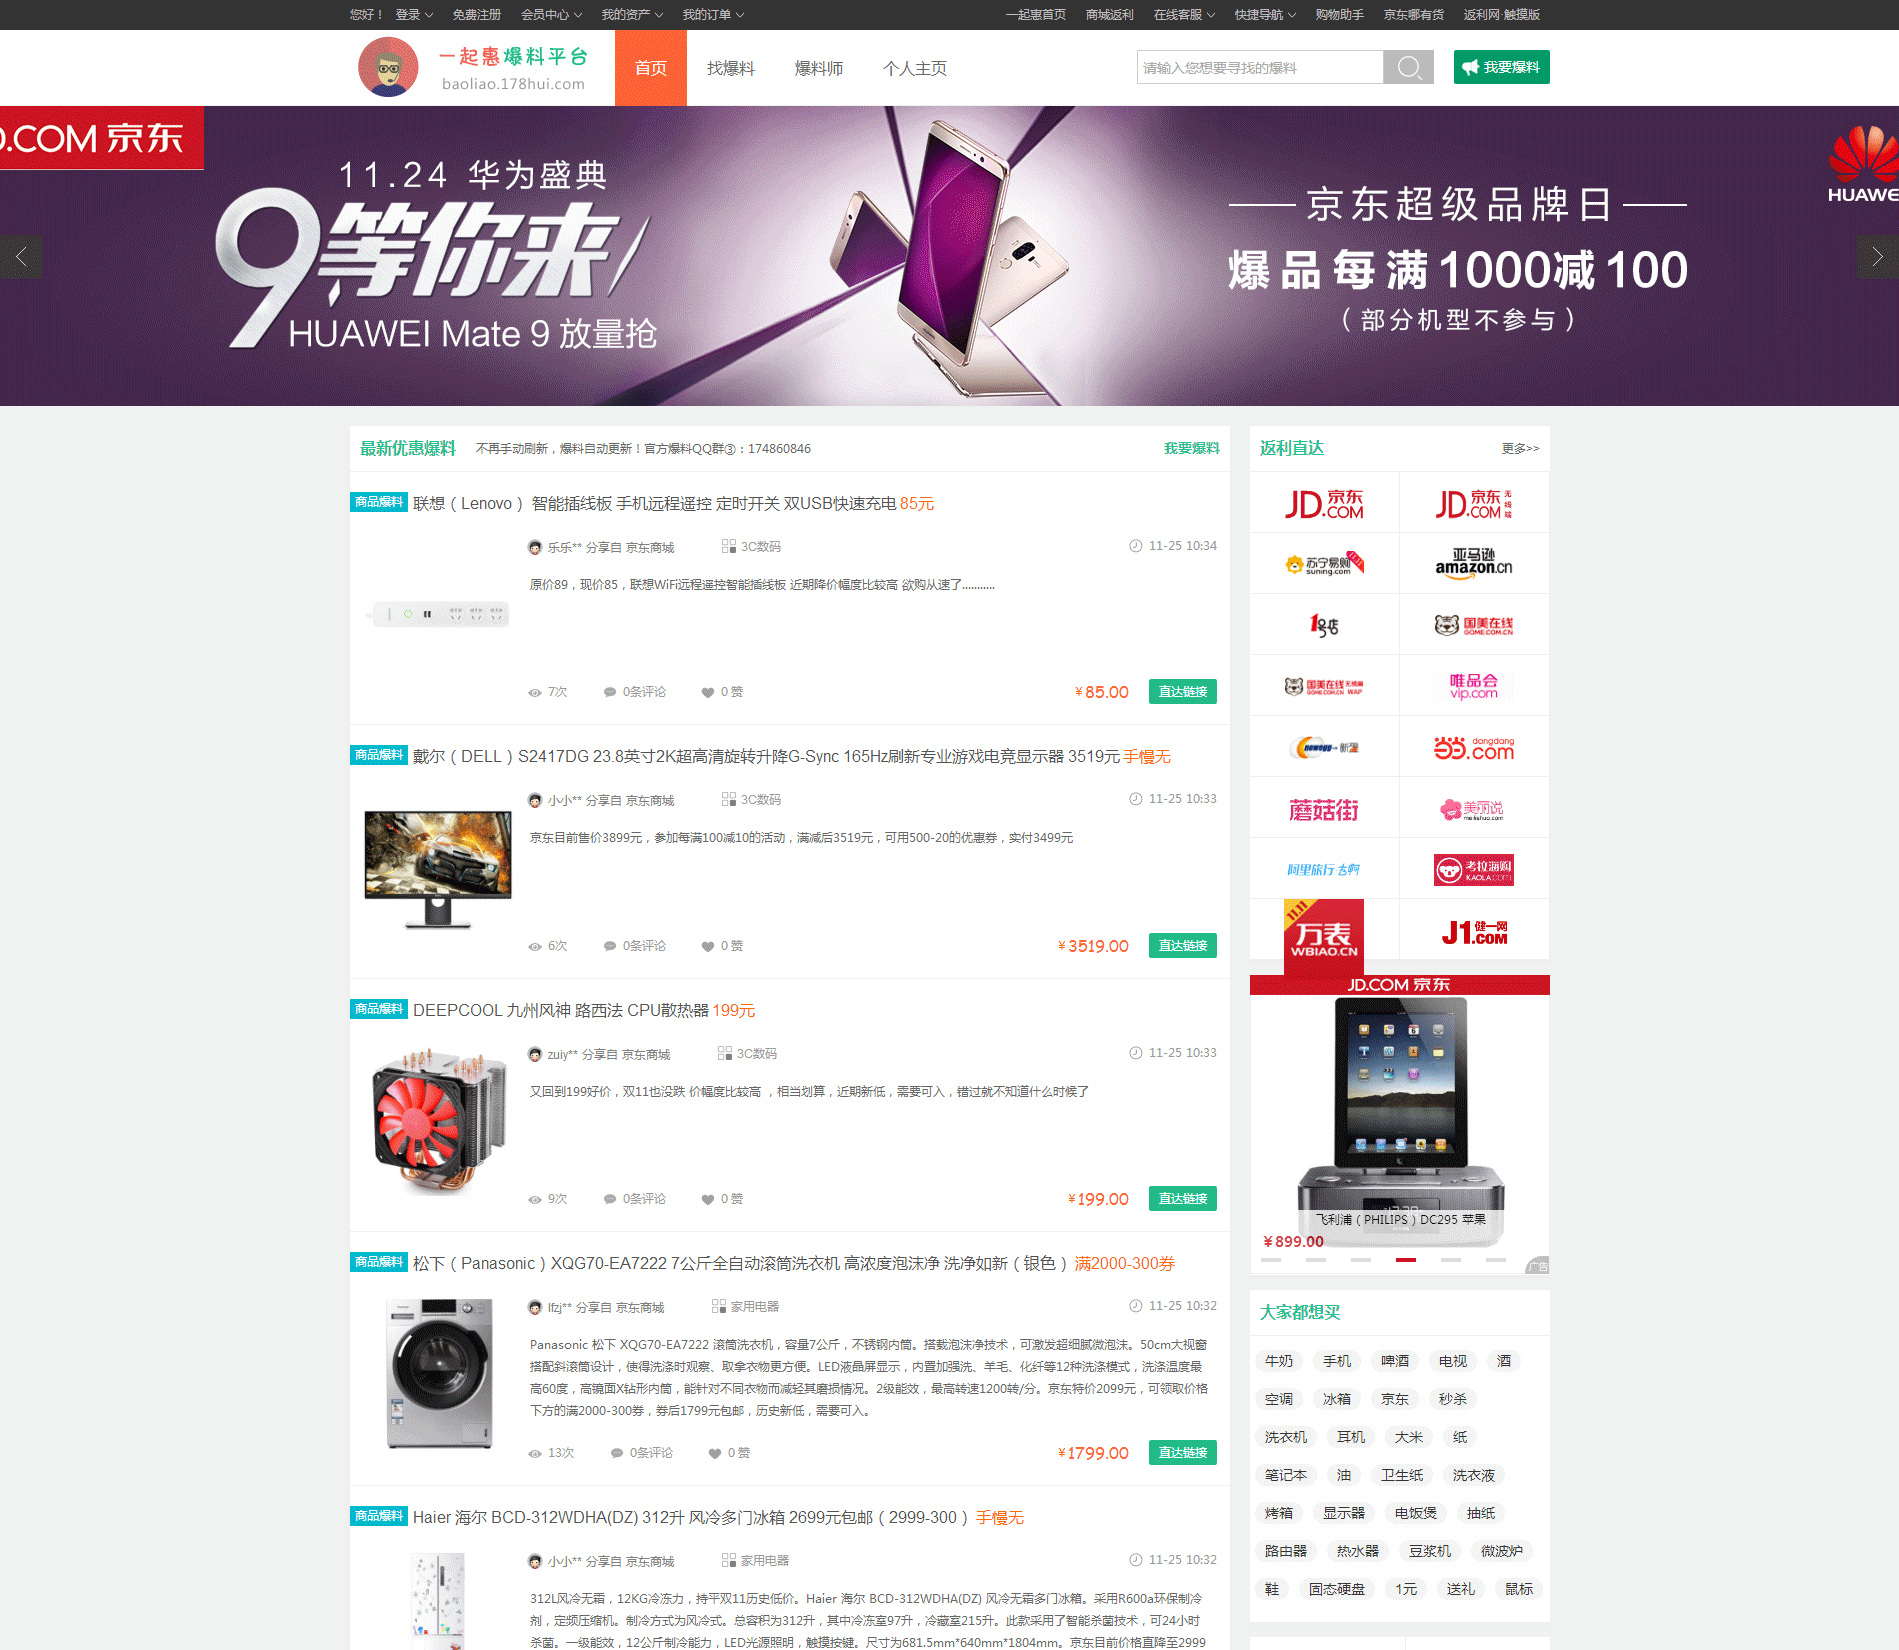 您好！ 登录 免费注册 会员中心 我的资产 我的订单 一起惠首页 商城返利 在线客服 快捷导航 购物助手 京东哪有货 返利网·触摸版
一起惠爆料平台
baoliao.178hui.com
首页 找爆料 爆料师 个人主页
请输入您想要寻找的爆料
我要爆料
D.COM 京东
11.24 华为盛典
9等你来
HUAWEI Mate 9 放量抢
京东超级品牌日
爆品每满1000减100
（部分机型不参与）
HUAWE
最新优惠爆料 不再手动刷新，爆料自动更新！官方爆料QQ群③：174860846 我要爆料
商品爆料 联想（Lenovo） 智能插线板 手机远程遥控 定时开关 双USB快速充电 85元
乐乐** 分享自 京东商城 3C数码 11-25 10:34
原价89，现价85，联想WiFi远程遥控智能插线板 近期降价幅度比较高 欲购从速了...........
7次 0条评论 0 赞 ¥85.00 直达链接
商品爆料 戴尔（DELL）S2417DG 23.8英寸2K超高清旋转升降G-Sync 165Hz刷新专业游戏电竞显示器 3519元 手慢无
小小** 分享自 京东商城 3C数码 11-25 10:33
京东目前售价3899元，参加每满100减10的活动，满减后3519元，可用500-20的优惠券，实付3499元
6次 0条评论 0 赞 ¥3519.00 直达链接
商品爆料 DEEPCOOL 九州风神 路西法 CPU散热器 199元
zuiy** 分享自 京东商城 3C数码 11-25 10:33
又回到199好价，双11也没跌 价幅度比较高 ，相当划算，近期新低，需要可入，错过就不知道什么时候了
9次 0条评论 0 赞 ¥199.00 直达链接
商品爆料 松下（Panasonic）XQG70-EA7222 7公斤全自动滚筒洗衣机 高浓度泡沫净 洗净如新（银色） 满2000-300券
lfzj** 分享自 京东商城 家用电器 11-25 10:32
Panasonic 松下 XQG70-EA7222 滚筒洗衣机，容量7公斤，不锈钢内筒。搭载泡沫净技术，可激发超细腻微泡沫。50cm大视窗
搭配斜滚筒设计，使得洗涤时观察、取拿衣物更方便。LED液晶屏显示，内置加强洗、羊毛、化纤等12种洗涤模式，洗涤温度最
高60度，高镜面X钻形内筒，能针对不同衣物而减轻其磨损情况。2级能效，最高转速1200转/分。京东特价2099元，可领取价格
下方的满2000-300券，券后1799元包邮，历史新低，需要可入。
13次 0条评论 0 赞 ¥1799.00 直达链接
商品爆料 Haier 海尔 BCD-312WDHA(DZ) 312升 风冷多门冰箱 2699元包邮（2999-300） 手慢无
小小** 分享自 京东商城 家用电器 11-25 10:32
312L风冷无霜，12KG冷冻力，持平双11历史低价。Haier 海尔 BCD-312WDHA(DZ) 风冷无霜多门冰箱。采用R600a环保制冷
剂，定频压缩机。制冷方式为风冷式。总容积为312升，其中冷冻室97升，冷藏室215升。此款采用了智能杀菌技术，可24小时
杀菌。一级能效，12公斤制冷能力，LED光源照明，触摸按键。尺寸为681.5mm*640mm*1804mm。京东目前价格直降至2999
返利直达 更多>>
JD.COM 京东 JD.COM 京东 无线端
苏宁易购 suning.com 亚马逊 amazon.cn
1号店 国美在线 GOME.COM.CN
国美在线 无线端 GOME.COM.CN WAP 唯品会 vip.com
newegg 新蛋 当当 dangdang.com
蘑菇街 美丽说 meilishuo.com
阿里旅行·去啊 考拉海购 KAOLA.COM
11.11 万表 WBIAO.CN J1.COM 健一网
JD.COM 京东
飞利浦（PHILIPS）DC295 苹果
¥899.00
广告
大家都想买
牛奶 手机 啤酒 电视 酒
空调 冰箱 京东 秒杀
洗衣机 耳机 大米 纸
笔记本 油 卫生纸 洗衣液
烤箱 显示器 电饭煲 抽纸
路由器 热水器 豆浆机 微波炉
鞋 固态硬盘 1元 送礼 鼠标